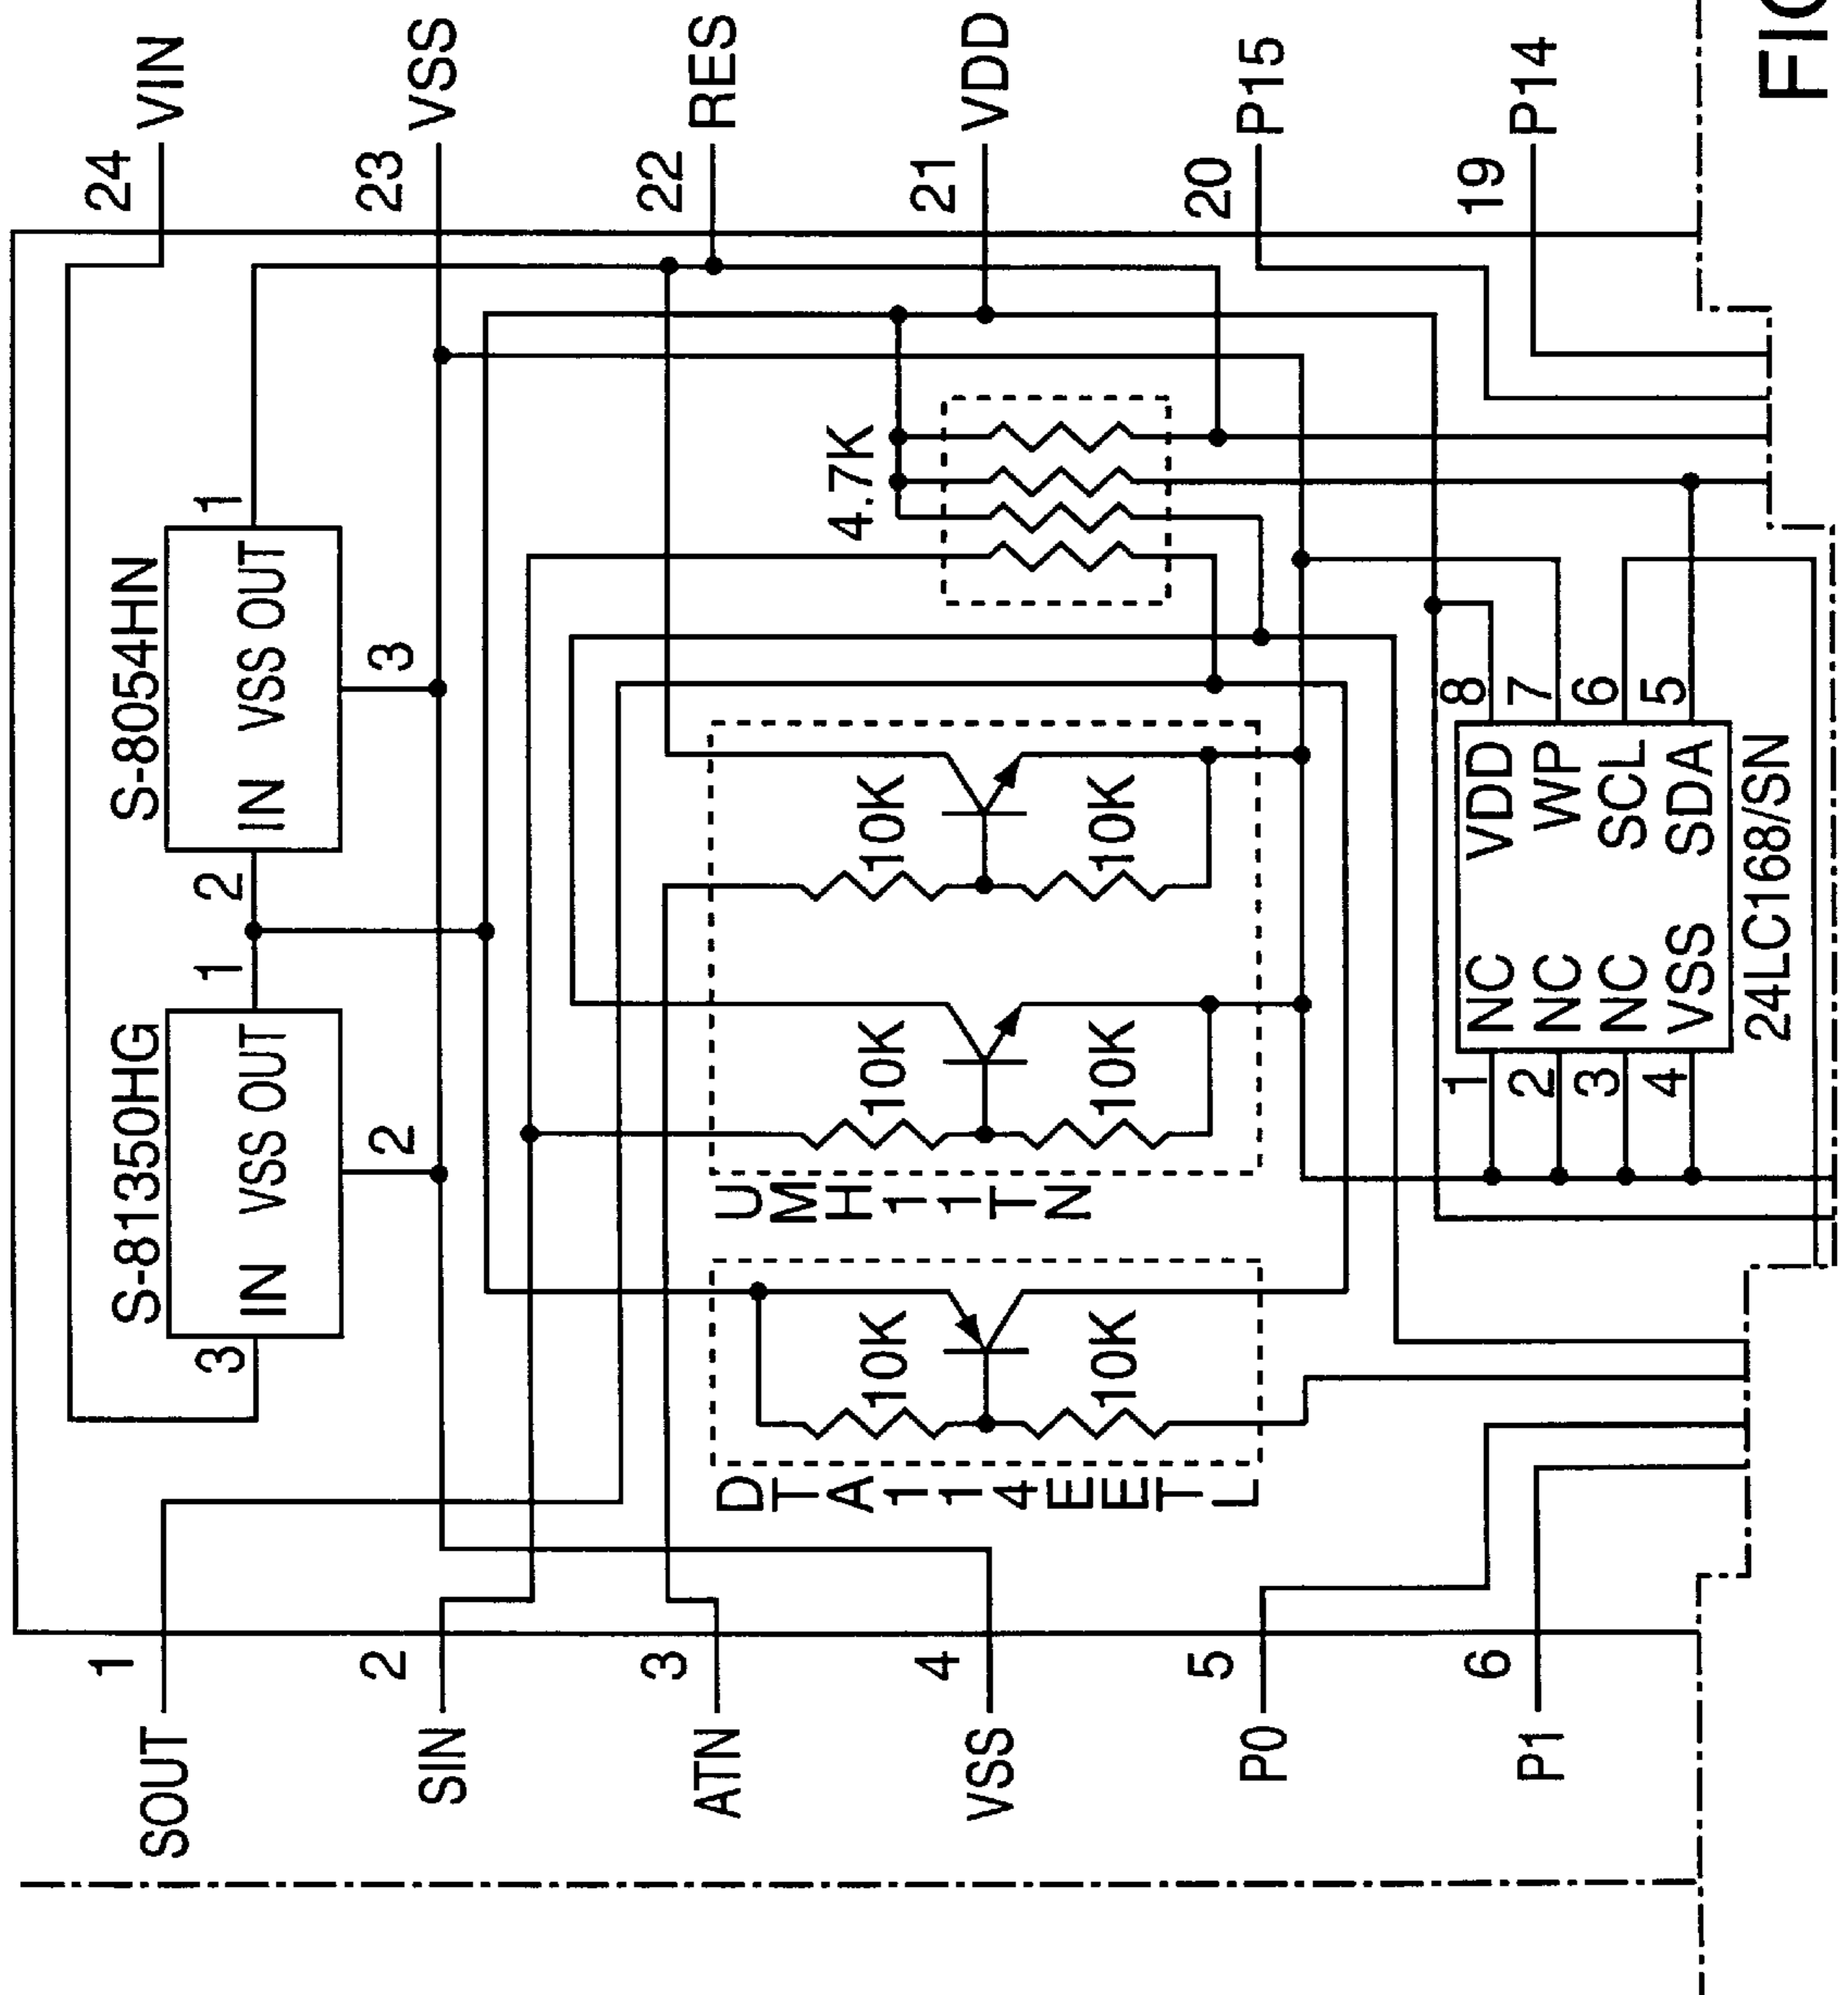 SOUT 1
SIN 2
ATN 3
VSS 4
P0 5
P1 6
24 VIN
23 VSS
22 RES
21 VDD
20 P15
19 P14
S-81350HG
3 IN VSS OUT 1
2
S-8054HN
2 IN VSS OUT 1
3
4.7K
DTA114EETL
10K
10K
UMH11TN
10K
10K
10K
10K
1 NC VDD 8
2 NC WP 7
3 NC SCL 6
4 VSS SDA 5
24LC168/SN